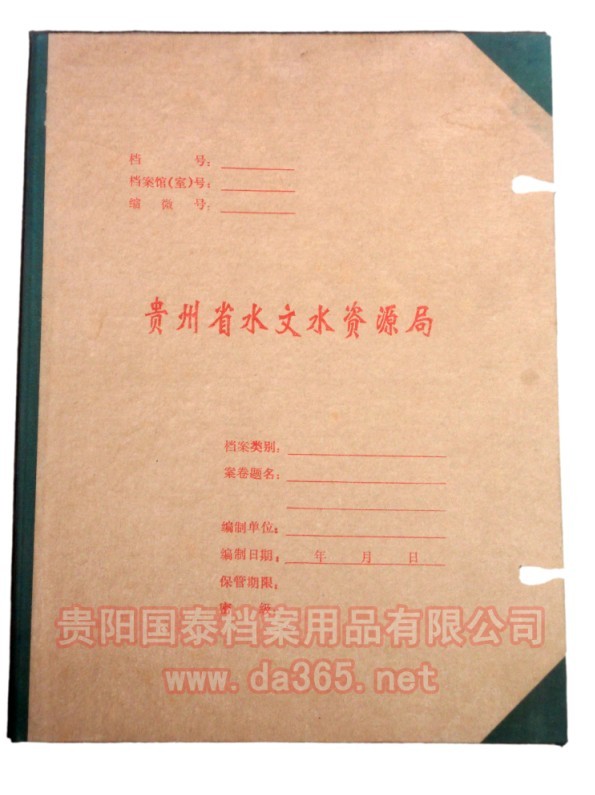 档 号：
档案馆(室)号：
缩 微 号：
贵州省水文水资源局
档案类别：
案卷题名：
编制单位：
编制日期： 年 月 日
保管期限：
密 级：
贵阳国泰档案用品有限公司
www.da365.net